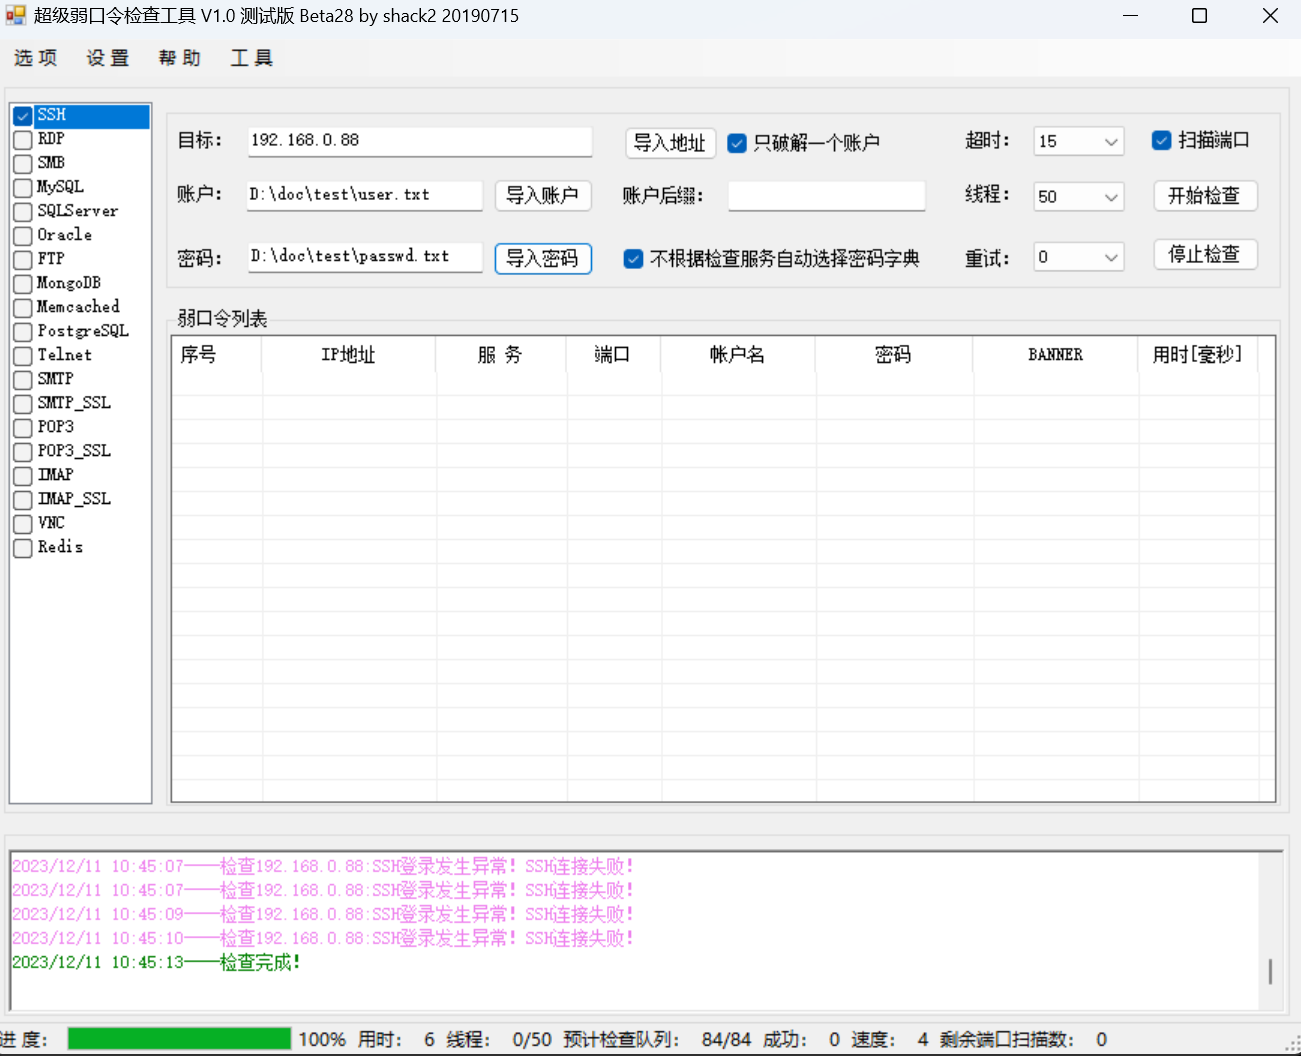 超级弱口令检查工具 V1.0 测试版 Beta28 by shack2 20190715
选 项 设 置 帮 助 工 具
SSH
RDP
SMB
MySQL
SQLServer
Oracle
FTP
MongoDB
Memcached
PostgreSQL
Telnet
SMTP
SMTP_SSL
POP3
POP3_SSL
IMAP
IMAP_SSL
VNC
Redis
目标: 192.168.0.88 导入地址 只破解一个账户 超时: 15 扫描端口
账户: D:\doc\test\user.txt 导入账户 账户后缀: 线程: 50 开始检查
密码: D:\doc\test\passwd.txt 导入密码 不根据检查服务自动选择密码字典 重试: 0 停止检查
弱口令列表
序号 IP地址 服 务 端口 帐户名 密码 BANNER 用时[毫秒]
2023/12/11 10:45:07——检查192.168.0.88:SSH登录发生异常! SSH连接失败!
2023/12/11 10:45:07——检查192.168.0.88:SSH登录发生异常! SSH连接失败!
2023/12/11 10:45:09——检查192.168.0.88:SSH登录发生异常! SSH连接失败!
2023/12/11 10:45:10——检查192.168.0.88:SSH登录发生异常! SSH连接失败!
2023/12/11 10:45:13——检查完成!
进 度: 100% 用时: 6 线程: 0/50 预计检查队列: 84/84 成功: 0 速度: 4 剩余端口扫描数: 0